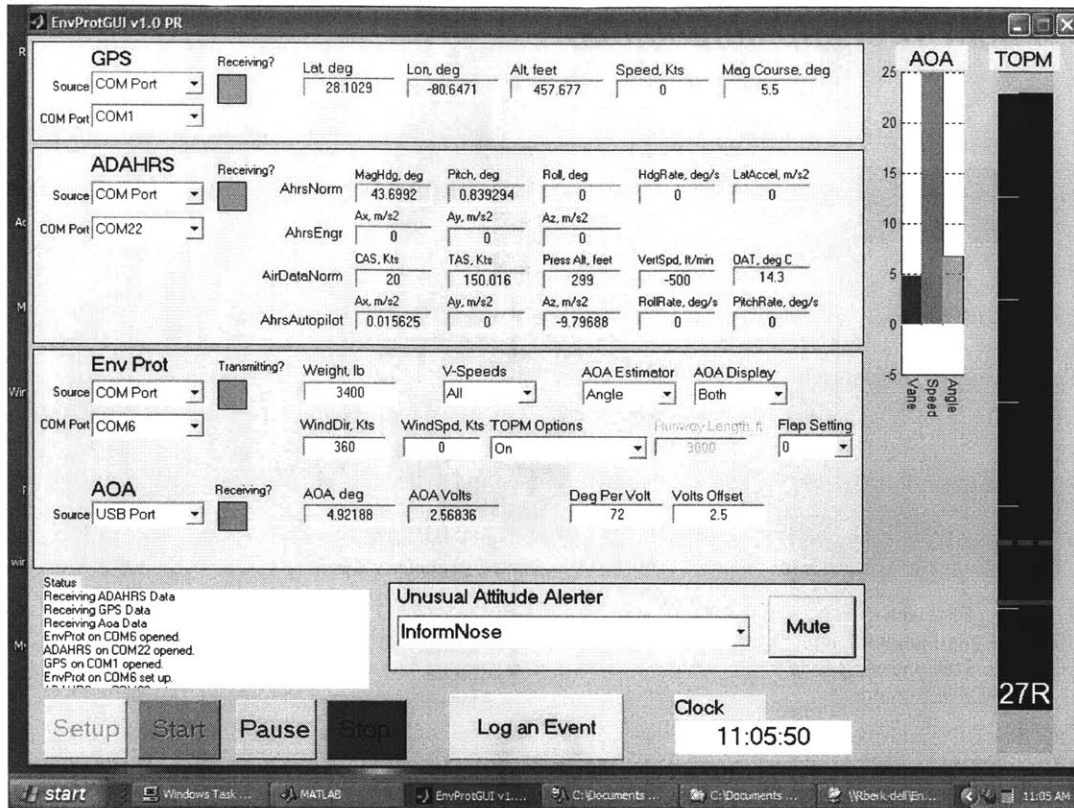 EnvProtGUI v1.0 PR
GPS
Receiving?
Source COM Port
COM Port COM1
Lat, deg Lon, deg Alt, feet Speed, Kts Mag Course, deg
28.1029 -80.6471 457.677 0 5.5
ADAHRS
Receiving?
Source COM Port
COM Port COM22
MagHdg, deg Pitch, deg Roll, deg HdgRate, deg/s LatAccel, m/s2
AhrsNorm 43.6992 0.839294 0 0 0
Ax, m/s2 Ay, m/s2 Az, m/s2
AhrsEngr 0 0 0
CAS, Kts TAS, Kts Press Alt, feet VertSpd, ft/min OAT, deg C
AirDataNorm 20 150.016 299 -500 14.3
Ax, m/s2 Ay, m/s2 Az, m/s2 RollRate, deg/s PitchRate, deg/s
AhrsAutopilot 0.015625 0 -9.79688 0 0
Env Prot
Transmitting?
Source COM Port
COM Port COM6
Weight, lb V-Speeds AOA Estimator AOA Display
3400 All Angle Both
WindDir, Kts WindSpd, Kts TOPM Options Runway Length, ft Flap Setting
360 0 On 3000 0
AOA
Receiving?
Source USB Port
AOA, deg AOA Volts Deg Per Volt Volts Offset
4.92188 2.56836 72 2.5
Status
Receiving ADAHRS Data
Receiving GPS Data
Receiving Aoa Data
EnvProt on COM6 opened.
ADAHRS on COM22 opened.
GPS on COM1 opened.
EnvProt on COM6 set up.
Unusual Attitude Alerter
InformNose
Mute
Setup Start Pause Stop
Log an Event
Clock
11:05:50
AOA
25
20
15
10
5
0
-5
Vane
Speed
Angle
TOPM
27R
start
Windows Task ...
MATLAB
EnvProtGUI v1....
C:\Documents ...
C:\Documents ...
\\Rberk-dell\En...
11:05 AM